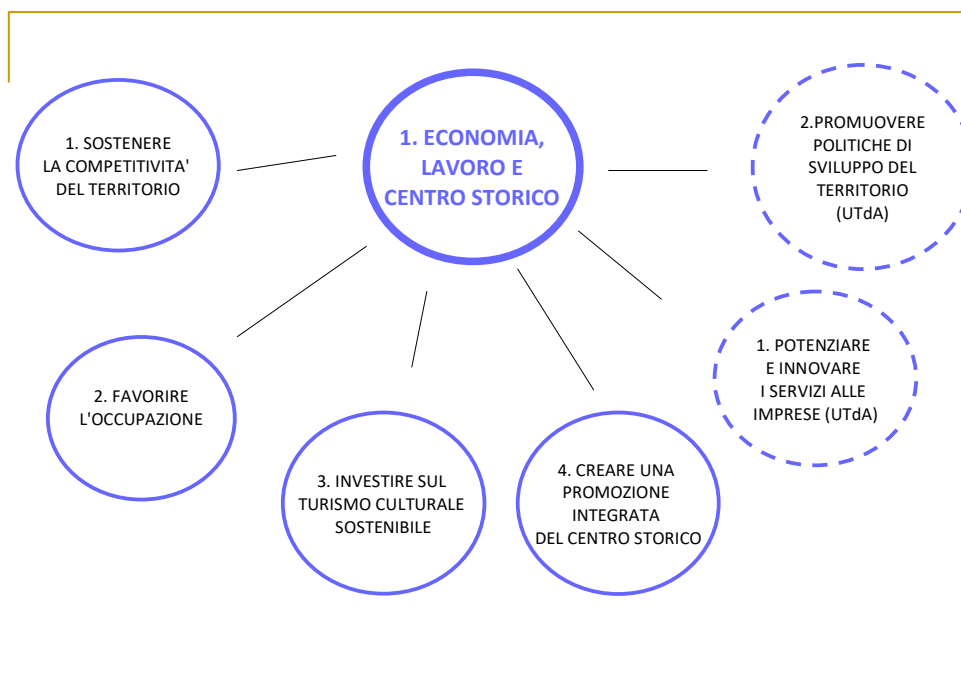 1. ECONOMIA,
LAVORO E
CENTRO STORICO
1. SOSTENERE
LA COMPETITIVITA'
DEL TERRITORIO
2. FAVORIRE
L'OCCUPAZIONE
3. INVESTIRE SUL
TURISMO CULTURALE
SOSTENIBILE
4. CREARE UNA
PROMOZIONE
INTEGRATA
DEL CENTRO STORICO
1. POTENZIARE
E INNOVARE
I SERVIZI ALLE
IMPRESE (UTdA)
2.PROMUOVERE
POLITICHE DI
SVILUPPO DEL
TERRITORIO
(UTdA)